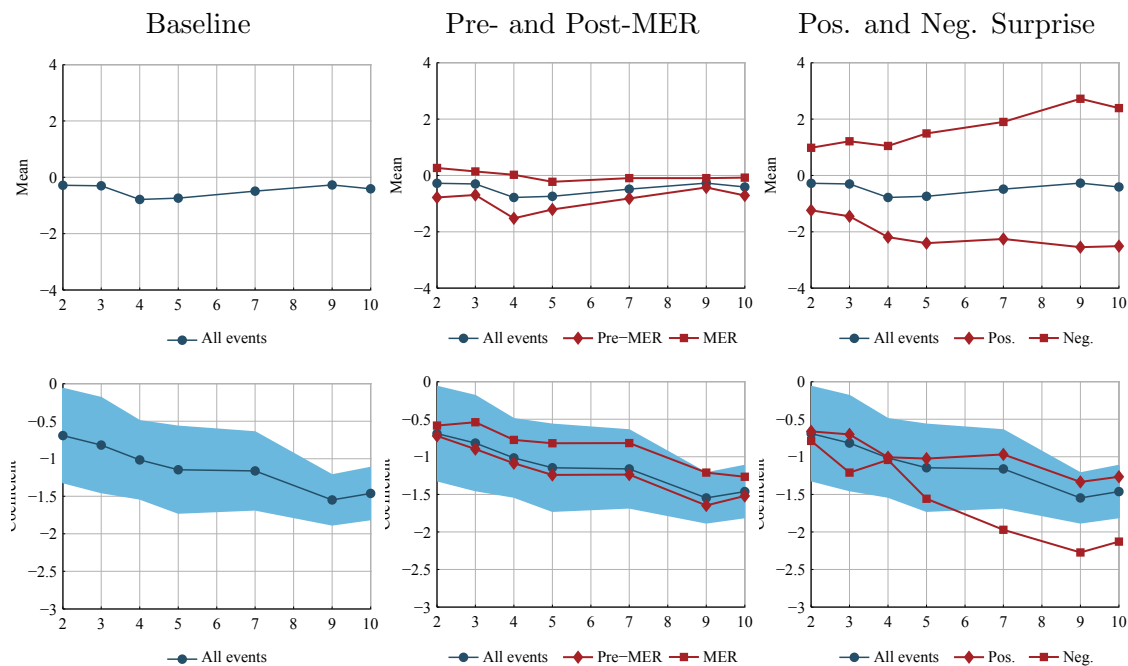 Baseline
Pre- and Post-MER
Pos. and Neg. Surprise
4
2
0
−2
−4
Mean
2 3 4 5 6 7 8 9 10
All events
4
2
0
−2
−4
Mean
2 3 4 5 6 7 8 9 10
All events Pre−MER MER
4
2
0
−2
−4
Mean
2 3 4 5 6 7 8 9 10
All events Pos. Neg.
0
−0.5
−1
−1.5
−2
−2.5
−3
Coefficient
2 3 4 5 6 7 8 9 10
All events
0
−0.5
−1
−1.5
−2
−2.5
−3
Coefficient
2 3 4 5 6 7 8 9 10
All events Pre−MER MER
0
−0.5
−1
−1.5
−2
−2.5
−3
Coefficient
2 3 4 5 6 7 8 9 10
All events Pos. Neg.